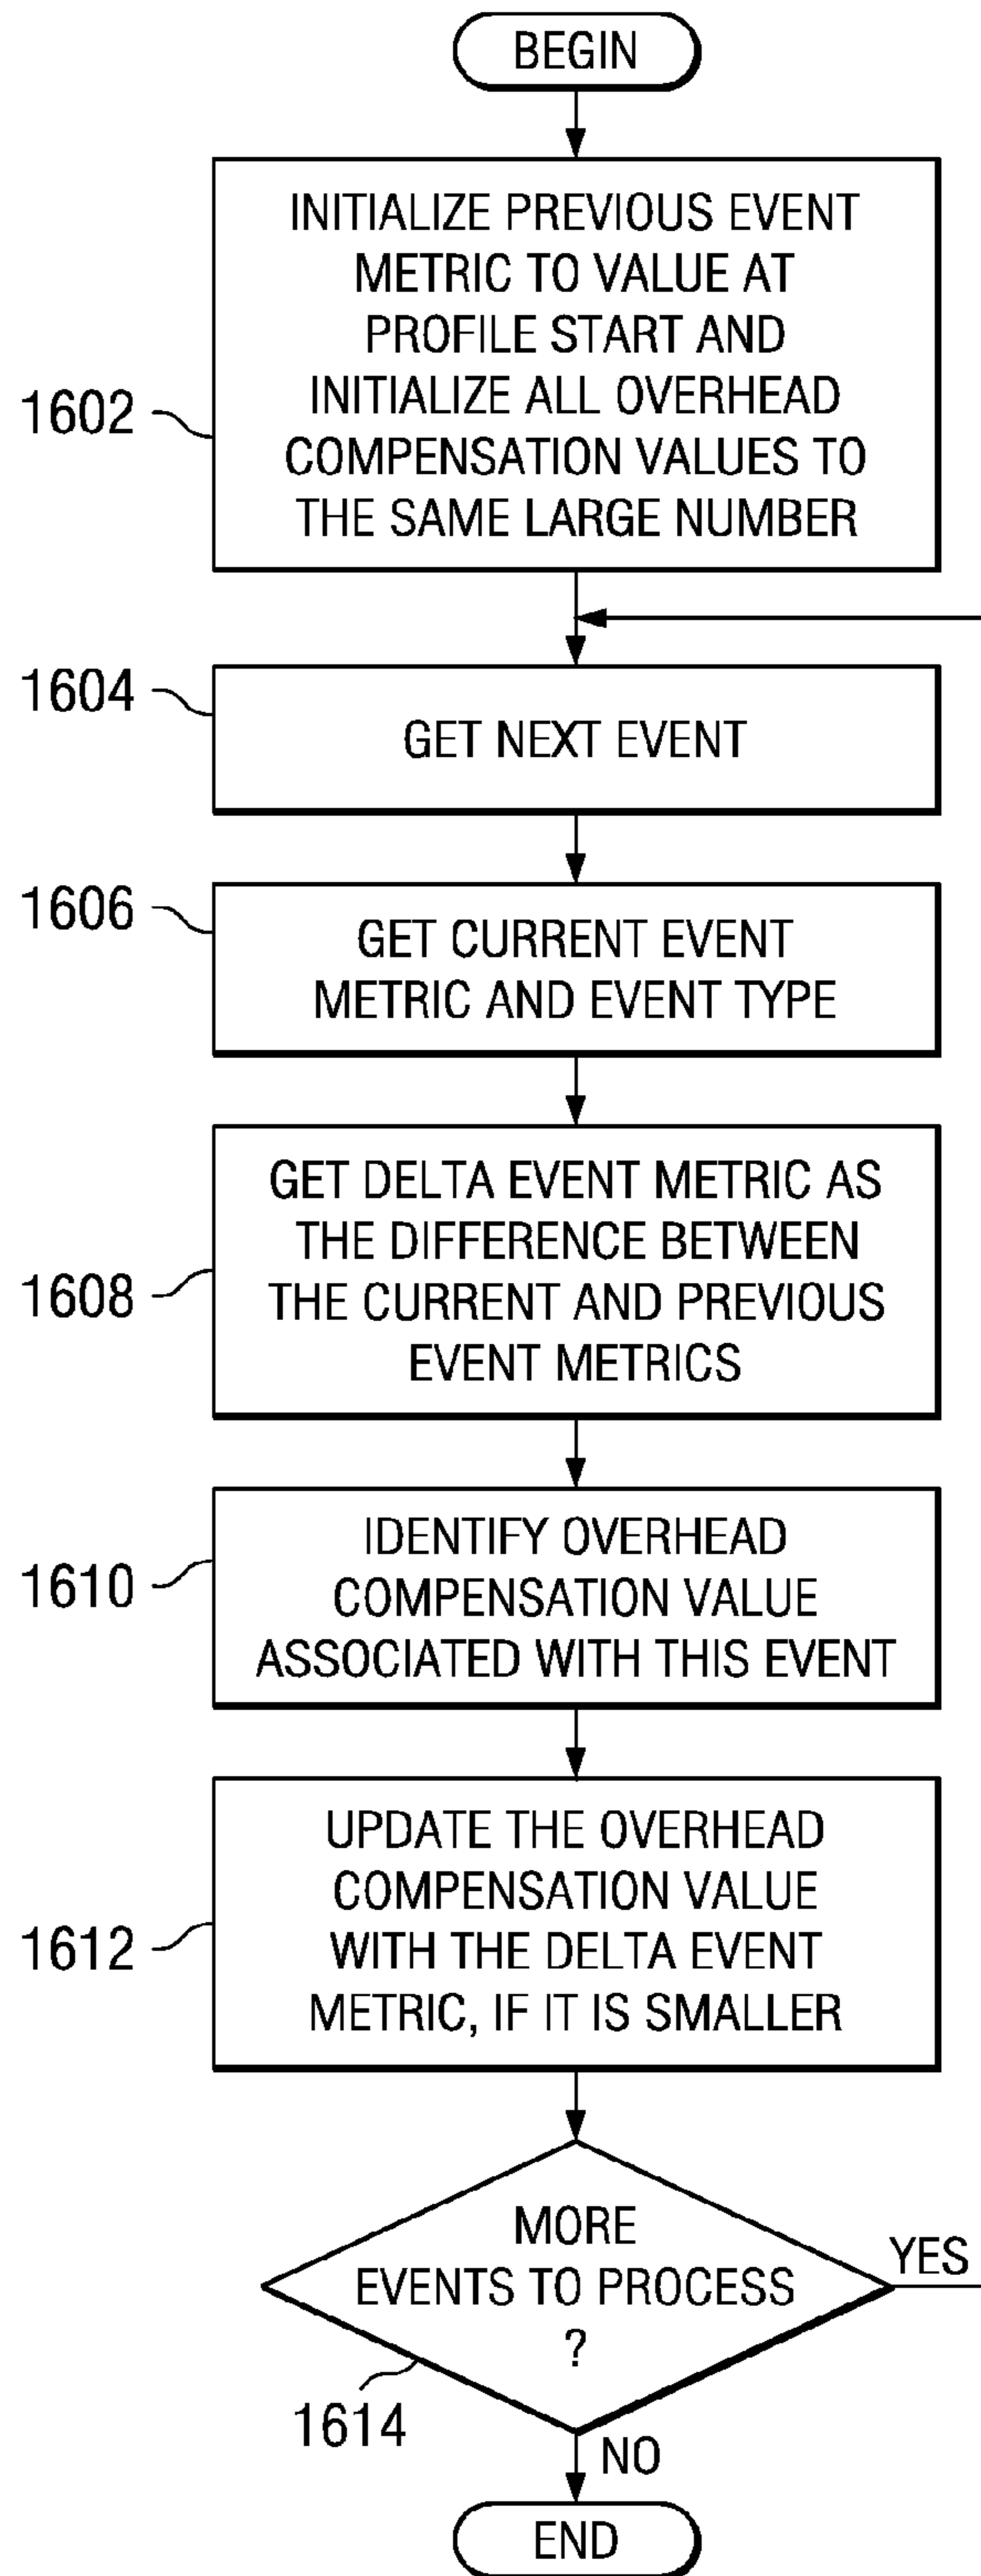 BEGIN
INITIALIZE PREVIOUS EVENT
METRIC TO VALUE AT
PROFILE START AND
INITIALIZE ALL OVERHEAD
COMPENSATION VALUES TO
THE SAME LARGE NUMBER
1602
1604
GET NEXT EVENT
1606
GET CURRENT EVENT
METRIC AND EVENT TYPE
GET DELTA EVENT METRIC AS
THE DIFFERENCE BETWEEN
THE CURRENT AND PREVIOUS
EVENT METRICS
1608
IDENTIFY OVERHEAD
COMPENSATION VALUE
ASSOCIATED WITH THIS EVENT
1610
UPDATE THE OVERHEAD
COMPENSATION VALUE
WITH THE DELTA EVENT
METRIC, IF IT IS SMALLER
1612
MORE
EVENTS TO PROCESS
?
YES
1614
NO
END